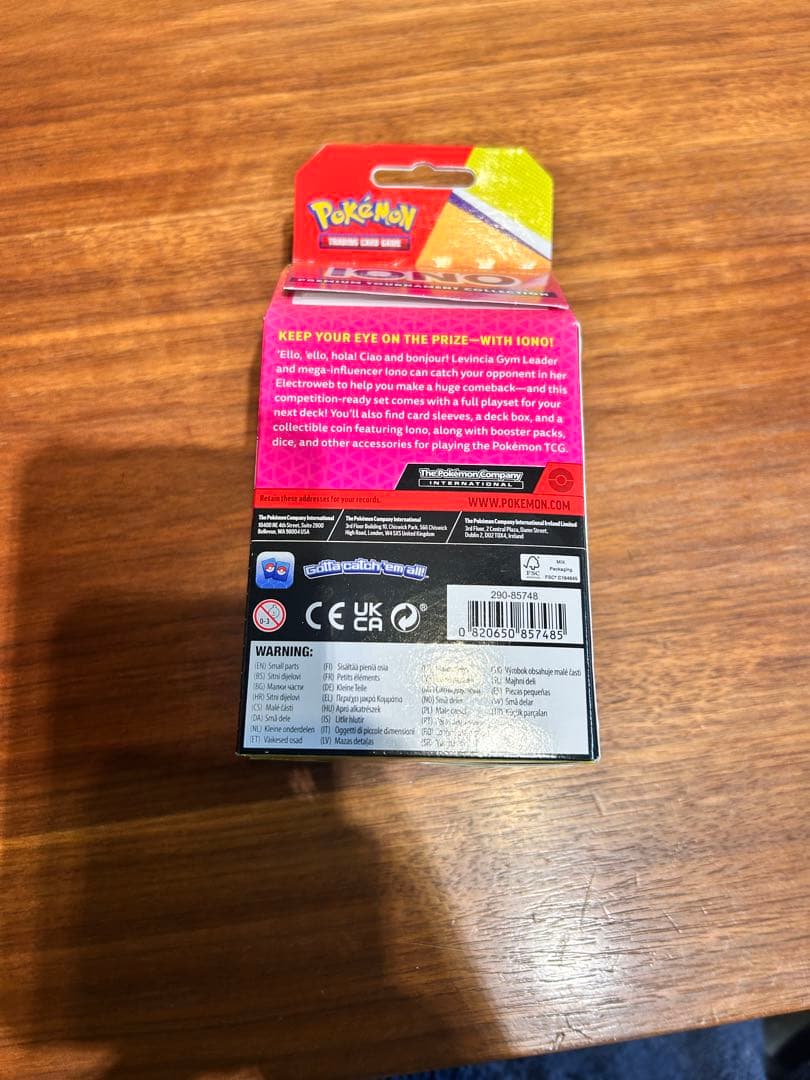 Pokémon
TRADING CARD GAME
IONO
PREMIUM TOURNAMENT COLLECTION
KEEP YOUR EYE ON THE PRIZE—WITH IONO!
'Ello, 'ello, hola! Ciao and bonjour! Levincia Gym Leader
and mega-influencer Iono can catch your opponent in her
Electroweb to help you make a huge comeback—and this
competition-ready set comes with a full playset for your
next deck! You'll also find card sleeves, a deck box, and a
collectible coin featuring Iono, along with booster packs,
dice, and other accessories for playing the Pokémon TCG.
The Pokémon Company
INTERNATIONAL
Retain these addresses for your records.
WWW.POKEMON.COM
The Pokémon Company International
10400 NE 4th Street, Suite 2800
Bellevue, WA 98004 USA
The Pokémon Company International
3rd Floor Building 10, Chiswick Park, 566 Chiswick
High Road, London, W4 5XS United Kingdom
The Pokémon Company International Ireland Limited
3rd Floor, 2 Central Plaza, Dame Street,
Dublin 2, D02 T0X4, Ireland
Gotta catch 'em all!
FSC
MIX
Packaging
FSC® C184845
0-3
CE
UK
CA
®
290-85748
0 820650 857485
WARNING:
(EN) Small parts
(BS) Sitni dijelovi
(BG) Малки части
(HR) Sitni dijelovi
(CS) Malé části
(DA) Små dele
(NL) Kleine onderdelen
(ET) Väikesed osad
(FI) Sisältää pieniä osia
(FR) Petits éléments
(DE) Kleine Teile
(EL) Περιέχει μικρά Κομμάτια
(HU) Apró alkatrészek
(IS) Litlir hlutir
(IT) Oggetti di piccole dimensioni
(LV) Mazas detaļas
(NO) Små deler
(PL) Małe części
(PT)
(SK) Výrobok obsahuje malé časti
(SL) Majhni deli
(ES) Piezas pequeñas
(SV) Små delar
(TR) Küçük parçaları